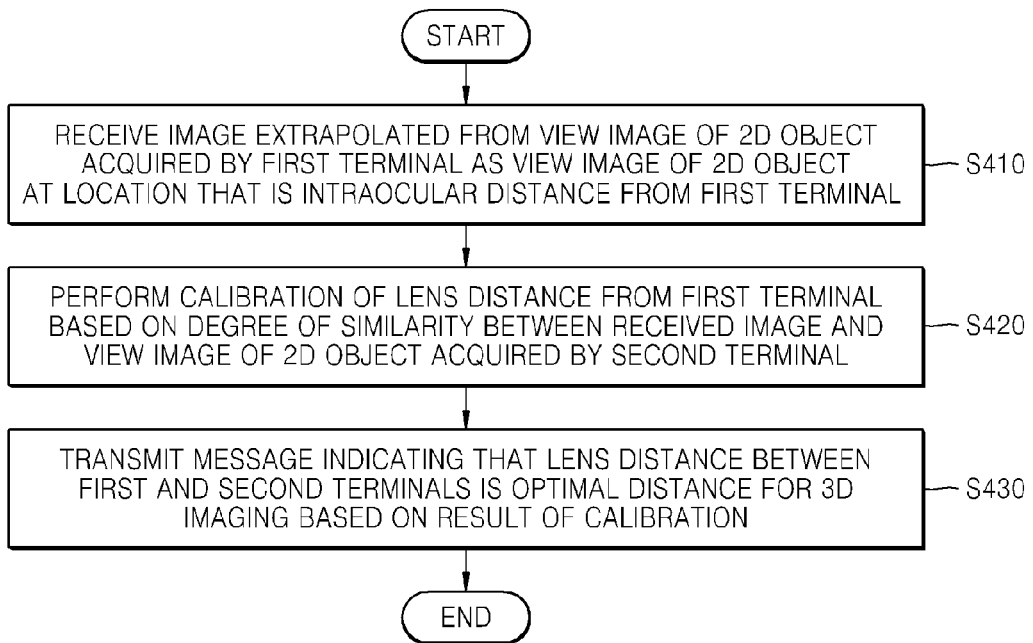 START
RECEIVE IMAGE EXTRAPOLATED FROM VIEW IMAGE OF 2D OBJECT
ACQUIRED BY FIRST TERMINAL AS VIEW IMAGE OF 2D OBJECT
AT LOCATION THAT IS INTRAOCULAR DISTANCE FROM FIRST TERMINAL
S410
PERFORM CALIBRATION OF LENS DISTANCE FROM FIRST TERMINAL
BASED ON DEGREE OF SIMILARITY BETWEEN RECEIVED IMAGE AND
VIEW IMAGE OF 2D OBJECT ACQUIRED BY SECOND TERMINAL
S420
TRANSMIT MESSAGE INDICATING THAT LENS DISTANCE BETWEEN
FIRST AND SECOND TERMINALS IS OPTIMAL DISTANCE FOR 3D
IMAGING BASED ON RESULT OF CALIBRATION
S430
END